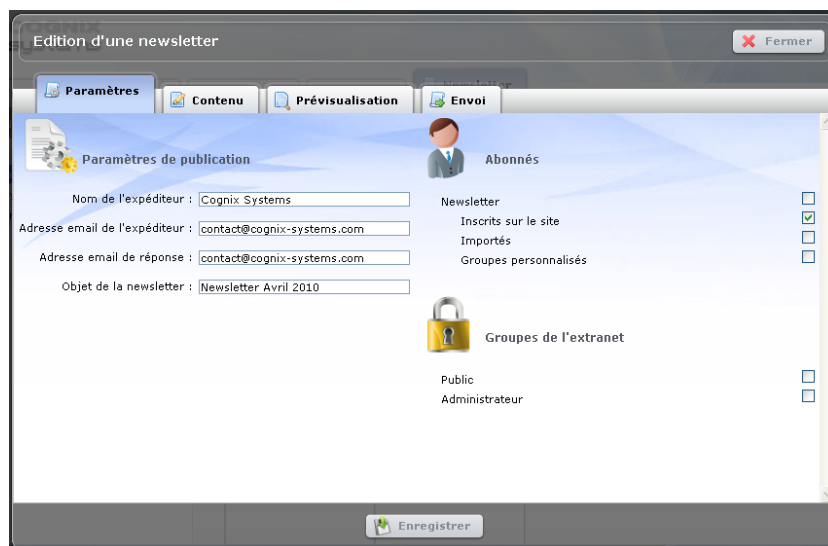 COGNIX
Edition d'une newsletter
Fermer
Paramètres
Contenu
Prévisualisation
Envoi
Paramètres de publication
Nom de l'expéditeur : Cognix Systems
Adresse email de l'expéditeur : contact@cognix-systems.com
Adresse email de réponse : contact@cognix-systems.com
Objet de la newsletter : Newsletter Avril 2010
Abonnés
Newsletter
Inscrits sur le site
Importés
Groupes personnalisés
Groupes de l'extranet
Public
Administrateur
Enregistrer